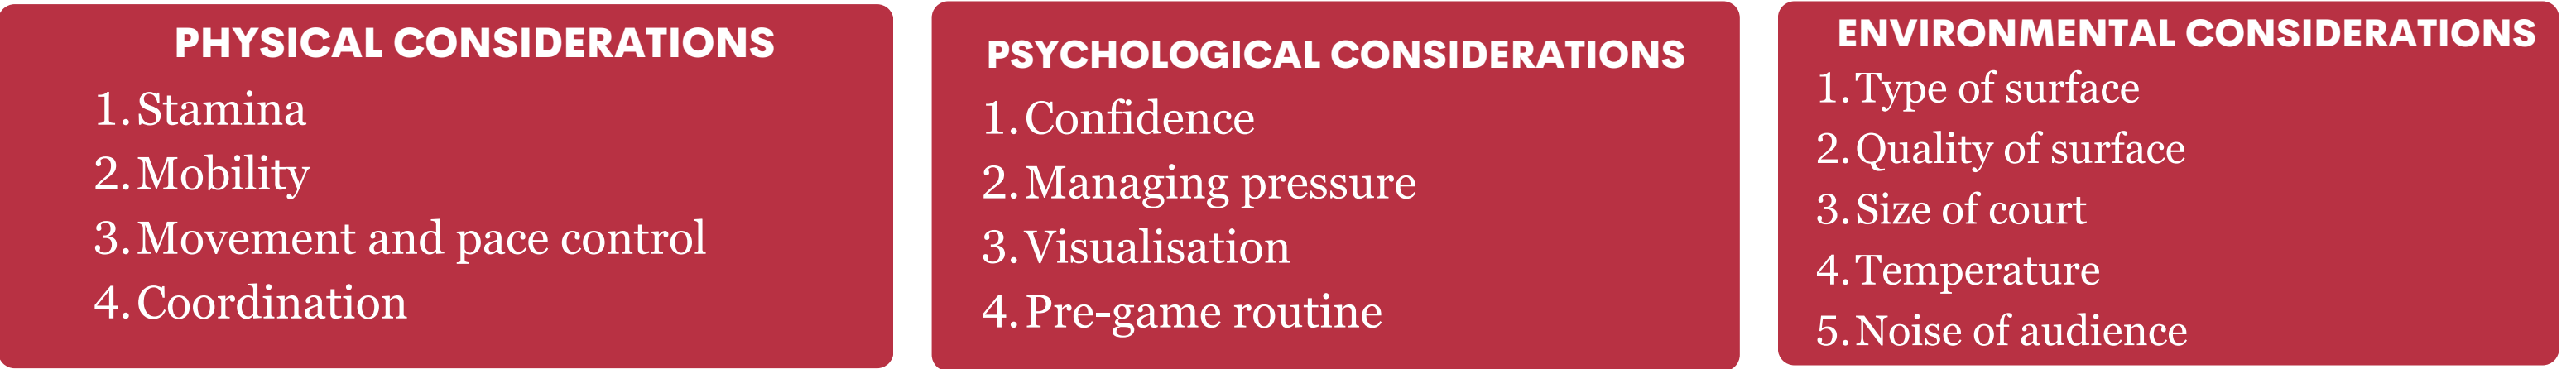 PHYSICAL CONSIDERATIONS
1. Stamina
2. Mobility
3. Movement and pace control
4. Coordination
PSYCHOLOGICAL CONSIDERATIONS
1. Confidence
2. Managing pressure
3. Visualisation
4. Pre-game routine
ENVIRONMENTAL CONSIDERATIONS
1. Type of surface
2. Quality of surface
3. Size of court
4. Temperature
5. Noise of audience